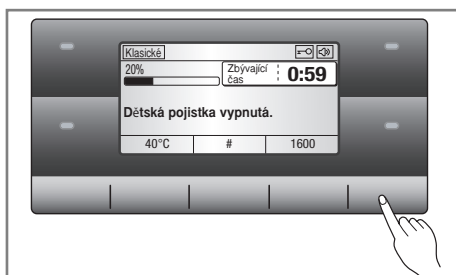 Klasické
20%
Zbývající
čas
0:59
Dětská pojistka vypnutá.
40°C # 1600